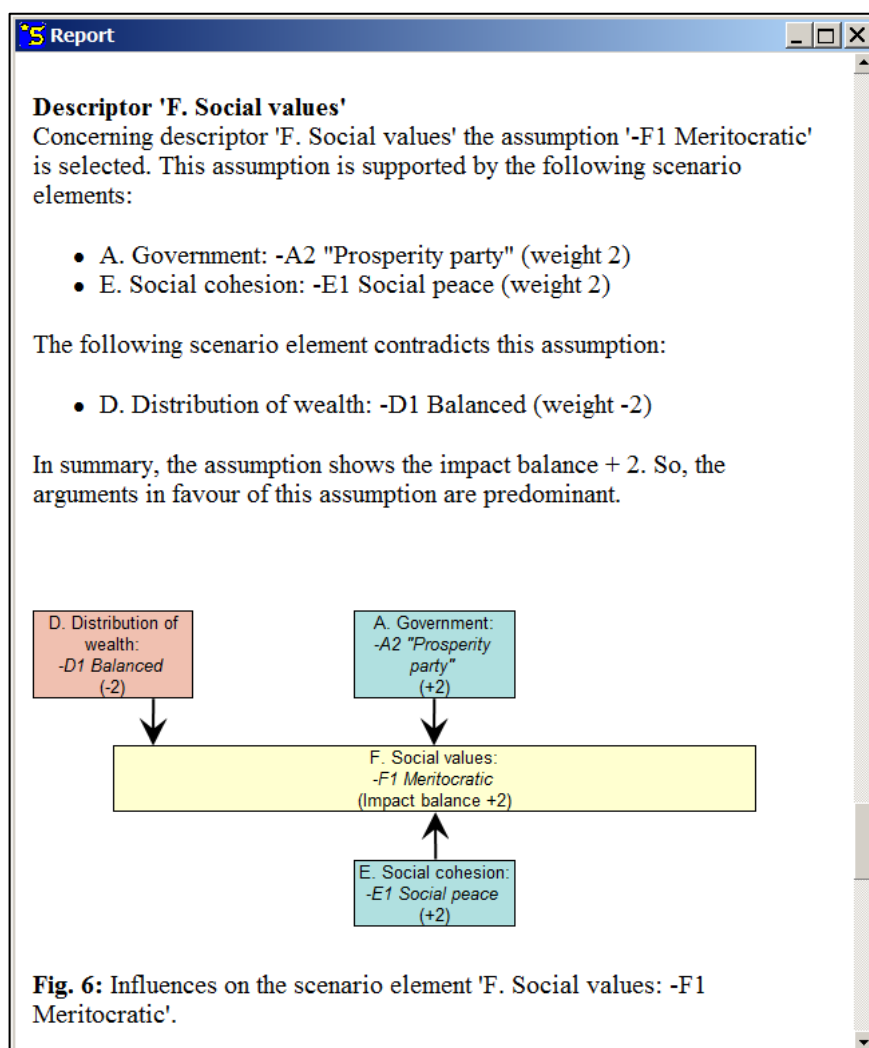 Report
Descriptor 'F. Social values'
Concerning descriptor 'F. Social values' the assumption '-F1 Meritocratic'
is selected. This assumption is supported by the following scenario
elements:
• A. Government: -A2 "Prosperity party" (weight 2)
• E. Social cohesion: -E1 Social peace (weight 2)
The following scenario element contradicts this assumption:
• D. Distribution of wealth: -D1 Balanced (weight -2)
In summary, the assumption shows the impact balance + 2. So, the
arguments in favour of this assumption are predominant.
D. Distribution of
wealth:
-D1 Balanced
(-2)
A. Government:
-A2 "Prosperity
party"
(+2)
F. Social values:
-F1 Meritocratic
(Impact balance +2)
E. Social cohesion:
-E1 Social peace
(+2)
Fig. 6: Influences on the scenario element 'F. Social values: -F1
Meritocratic'.